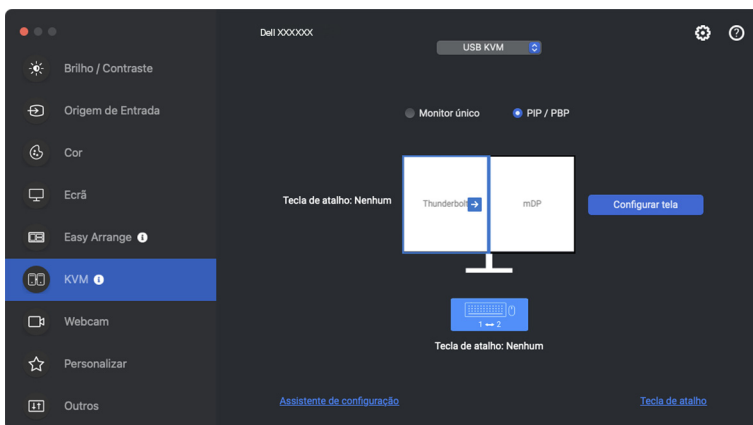 Dell XXXXXX
USB KVM
Brilho / Contraste
Origem de Entrada
Cor
Ecrã
Easy Arrange
KVM
Webcam
Personalizar
Outros
Monitor único
PIP / PBP
Tecla de atalho: Nenhum
Thunderbolt
mDP
Configurar tela
1 2
Tecla de atalho: Nenhum
Assistente de configuração
Tecla de atalho